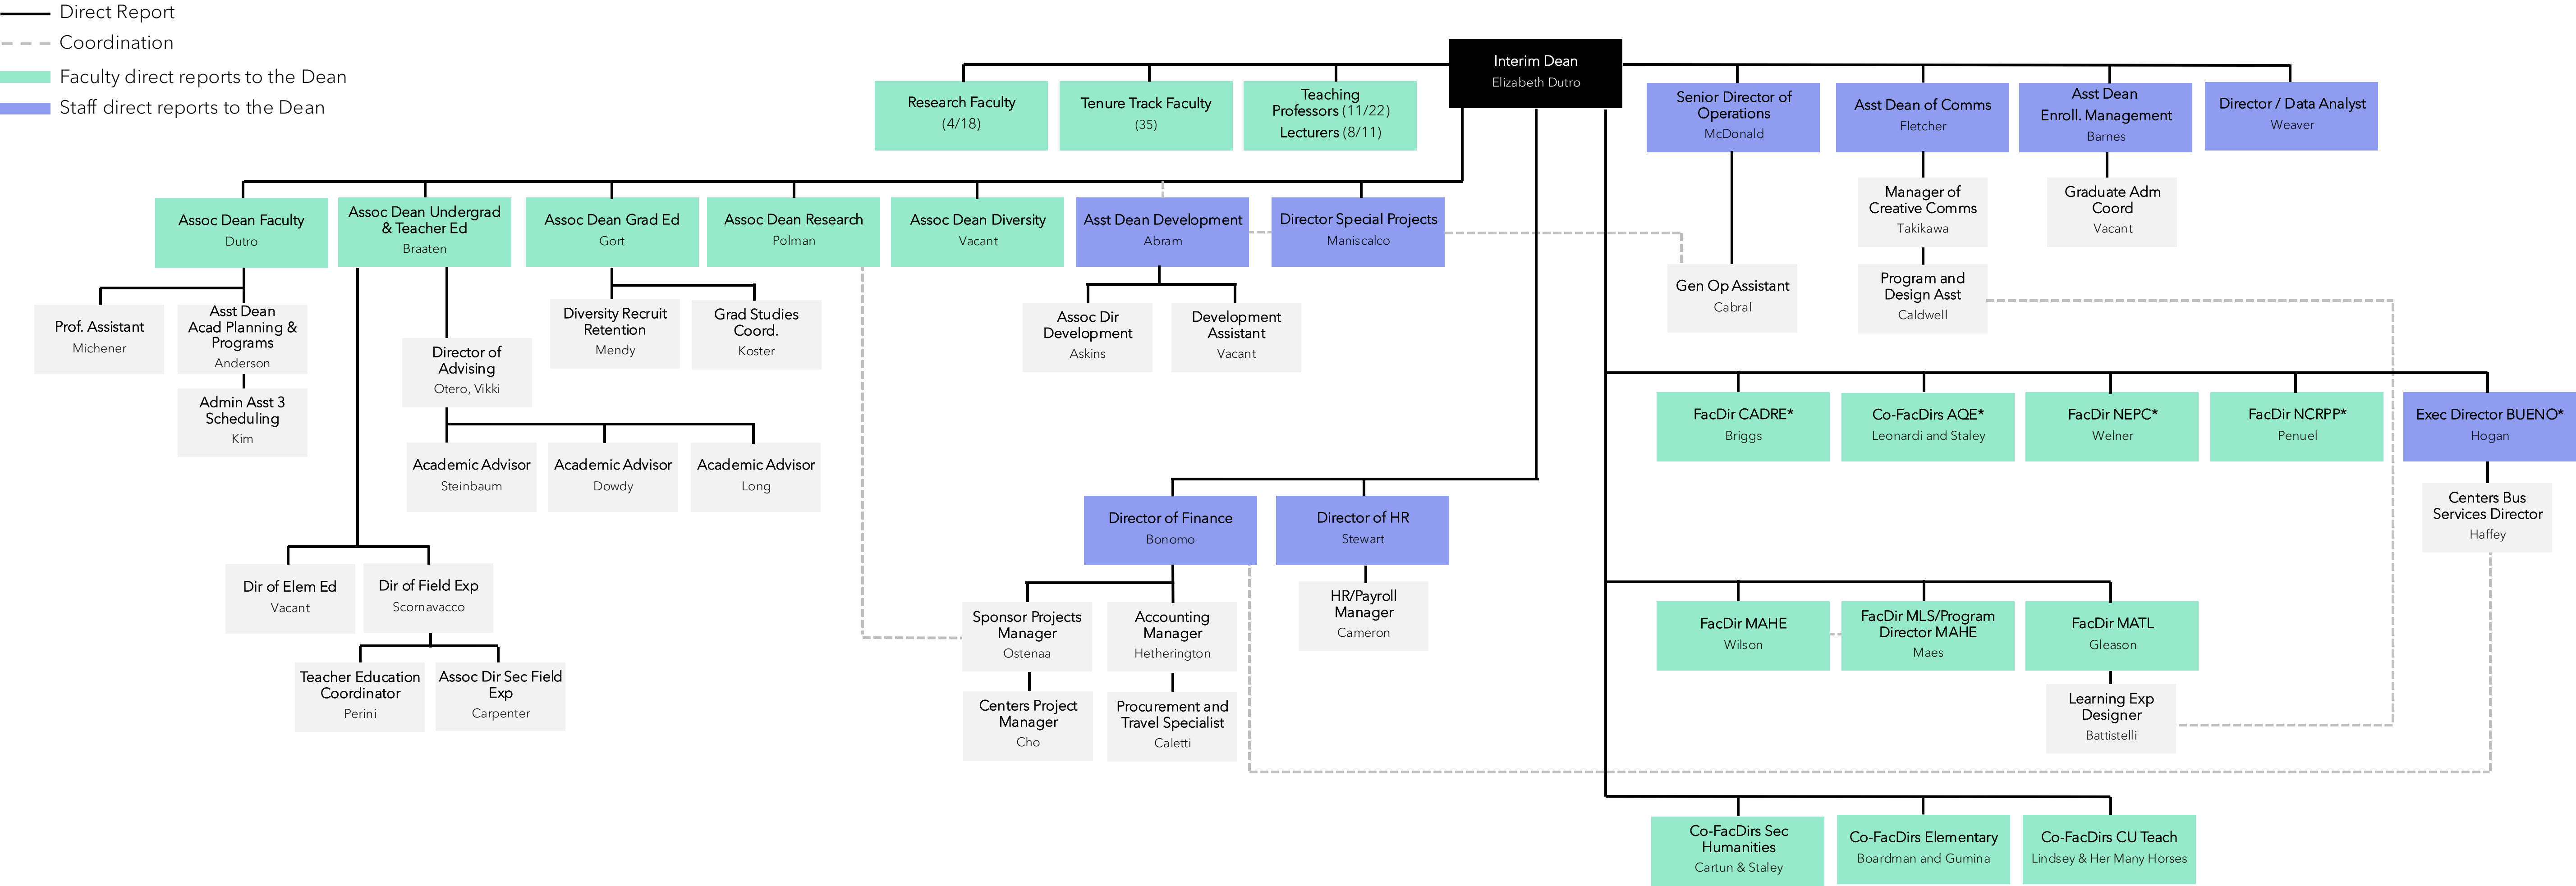 Direct Report
Coordination
Faculty direct reports to the Dean
Staff direct reports to the Dean
Interim Dean
Elizabeth Dutro
Research Faculty
(4/18)
Tenure Track Faculty
(35)
Teaching
Professors (11/22)
Lecturers (8/11)
Senior Director of
Operations
McDonald
Asst Dean of Comms
Fletcher
Asst Dean
Enroll. Management
Barnes
Director / Data Analyst
Weaver
Manager of
Creative Comms
Takikawa
Graduate Adm
Coord
Vacant
Gen Op Assistant
Cabral
Program and
Design Asst
Caldwell
Assoc Dean Faculty
Dutro
Assoc Dean Undergrad
& Teacher Ed
Braaten
Assoc Dean Grad Ed
Gort
Assoc Dean Research
Polman
Assoc Dean Diversity
Vacant
Asst Dean Development
Abram
Director Special Projects
Maniscalco
Prof. Assistant
Michener
Asst Dean
Acad Planning &
Programs
Anderson
Admin Asst 3
Scheduling
Kim
Director of
Advising
Otero, Vikki
Diversity Recruit
Retention
Mendy
Grad Studies
Coord.
Koster
Assoc Dir
Development
Askins
Development
Assistant
Vacant
Academic Advisor
Steinbaum
Academic Advisor
Dowdy
Academic Advisor
Long
Dir of Elem Ed
Vacant
Dir of Field Exp
Scornavacco
Teacher Education
Coordinator
Perini
Assoc Dir Sec Field
Exp
Carpenter
Director of Finance
Bonomo
Director of HR
Stewart
Sponsor Projects
Manager
Ostenaa
Accounting
Manager
Hetherington
HR/Payroll
Manager
Cameron
Centers Project
Manager
Cho
Procurement and
Travel Specialist
Caletti
FacDir CADRE*
Briggs
Co-FacDirs AQE*
Leonardi and Staley
FacDir NEPC*
Welner
FacDir NCRPP*
Penuel
Exec Director BUENO*
Hogan
Centers Bus
Services Director
Haffey
FacDir MAHE
Wilson
FacDir MLS/Program
Director MAHE
Maes
FacDir MATL
Gleason
Learning Exp
Designer
Battistelli
Co-FacDirs Sec
Humanities
Cartun & Staley
Co-FacDirs Elementary
Boardman and Gumina
Co-FacDirs CU Teach
Lindsey & Her Many Horses